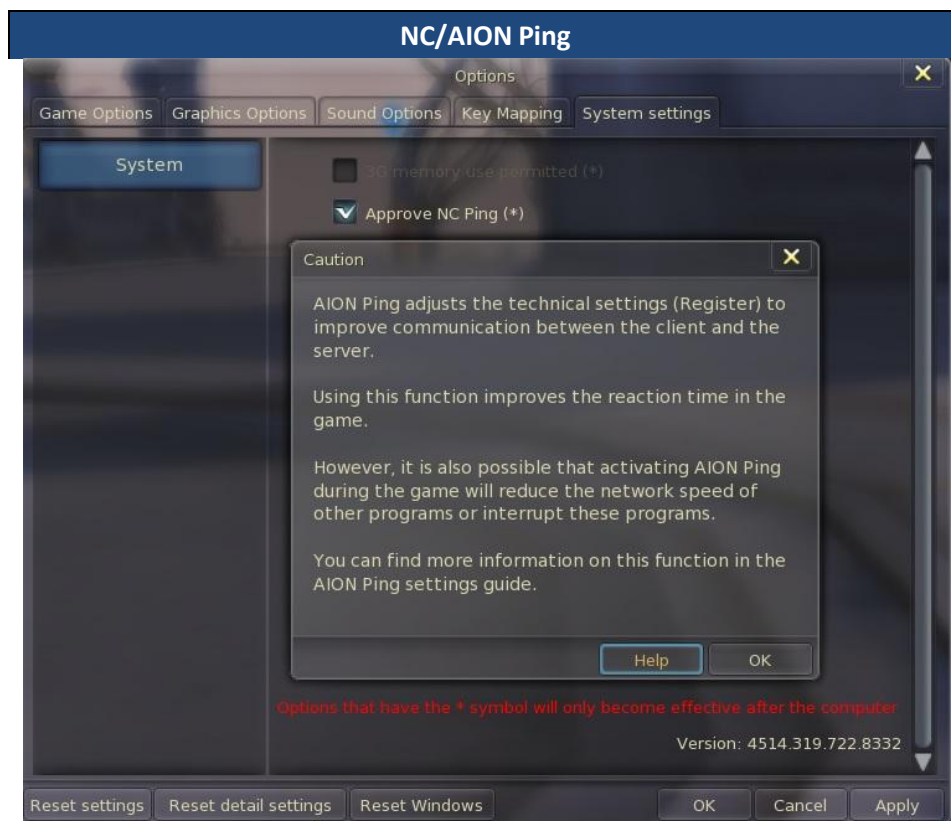 NC/AION Ping
Options
Game Options Graphics Options Sound Options Key Mapping System settings
System
3G memory use permitted (*)
Approve NC Ping (*)
Caution
AION Ping adjusts the technical settings (Register) to
improve communication between the client and the
server.
Using this function improves the reaction time in the
game.
However, it is also possible that activating AION Ping
during the game will reduce the network speed of
other programs or interrupt these programs.
You can find more information on this function in the
AION Ping settings guide.
Help OK
Options that have the * symbol will only become effective after the computer
Version: 4514.319.722.8332
Reset settings Reset detail settings Reset Windows OK Cancel Apply